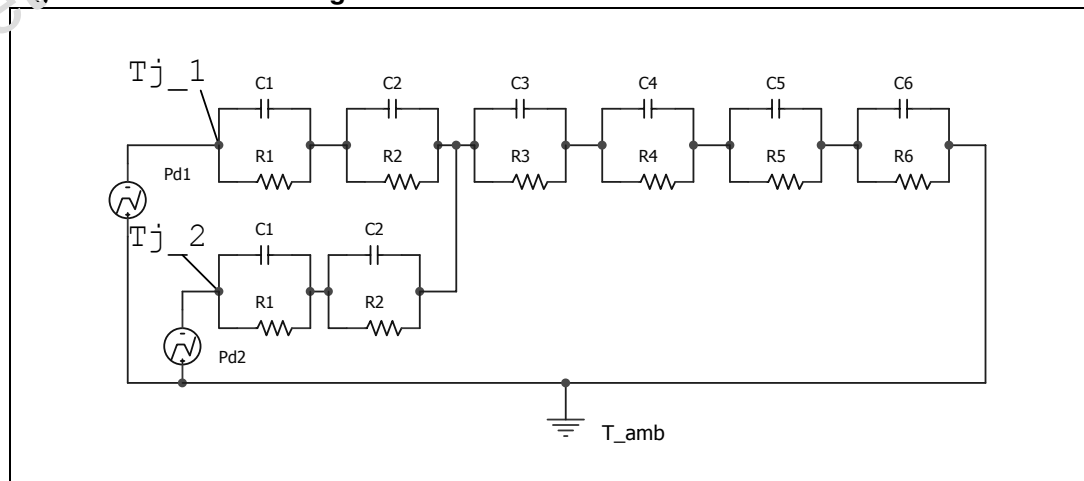 Tj_1
C1 C2 C3 C4 C5 C6
R1 R2 R3 R4 R5 R6
Pd1
Tj_2
C1 C2
R1 R2
Pd2
T_amb